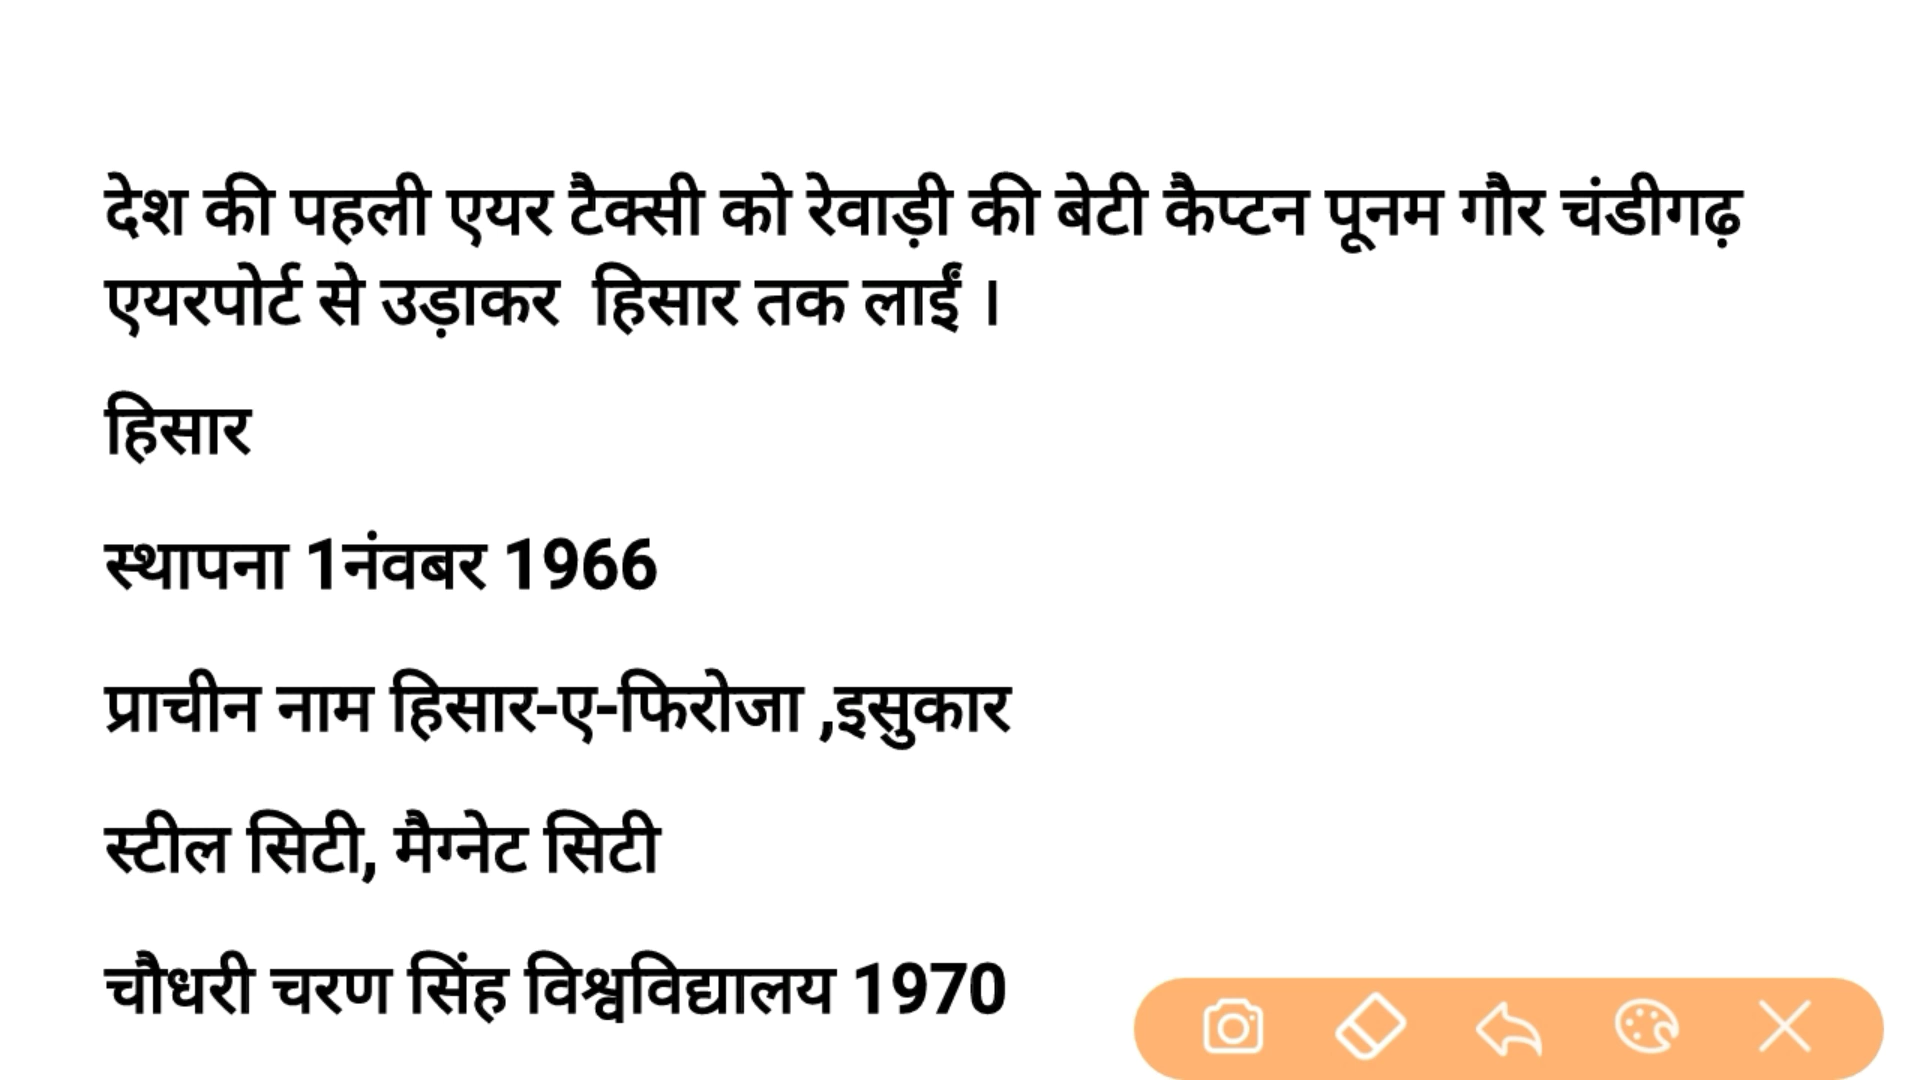 देश की पहली एयर टैक्सी को रेवाड़ी की बेटी कैप्टन पूनम गौर चंडीगढ़
एयरपोर्ट से उड़ाकर  हिसार तक लाईं ।
हिसार
स्थापना 1नंवबर 1966
प्राचीन नाम हिसार-ए-फिरोजा ,इसुकार
स्टील सिटी, मैग्नेट सिटी
चौधरी चरण सिंह विश्वविद्यालय 1970